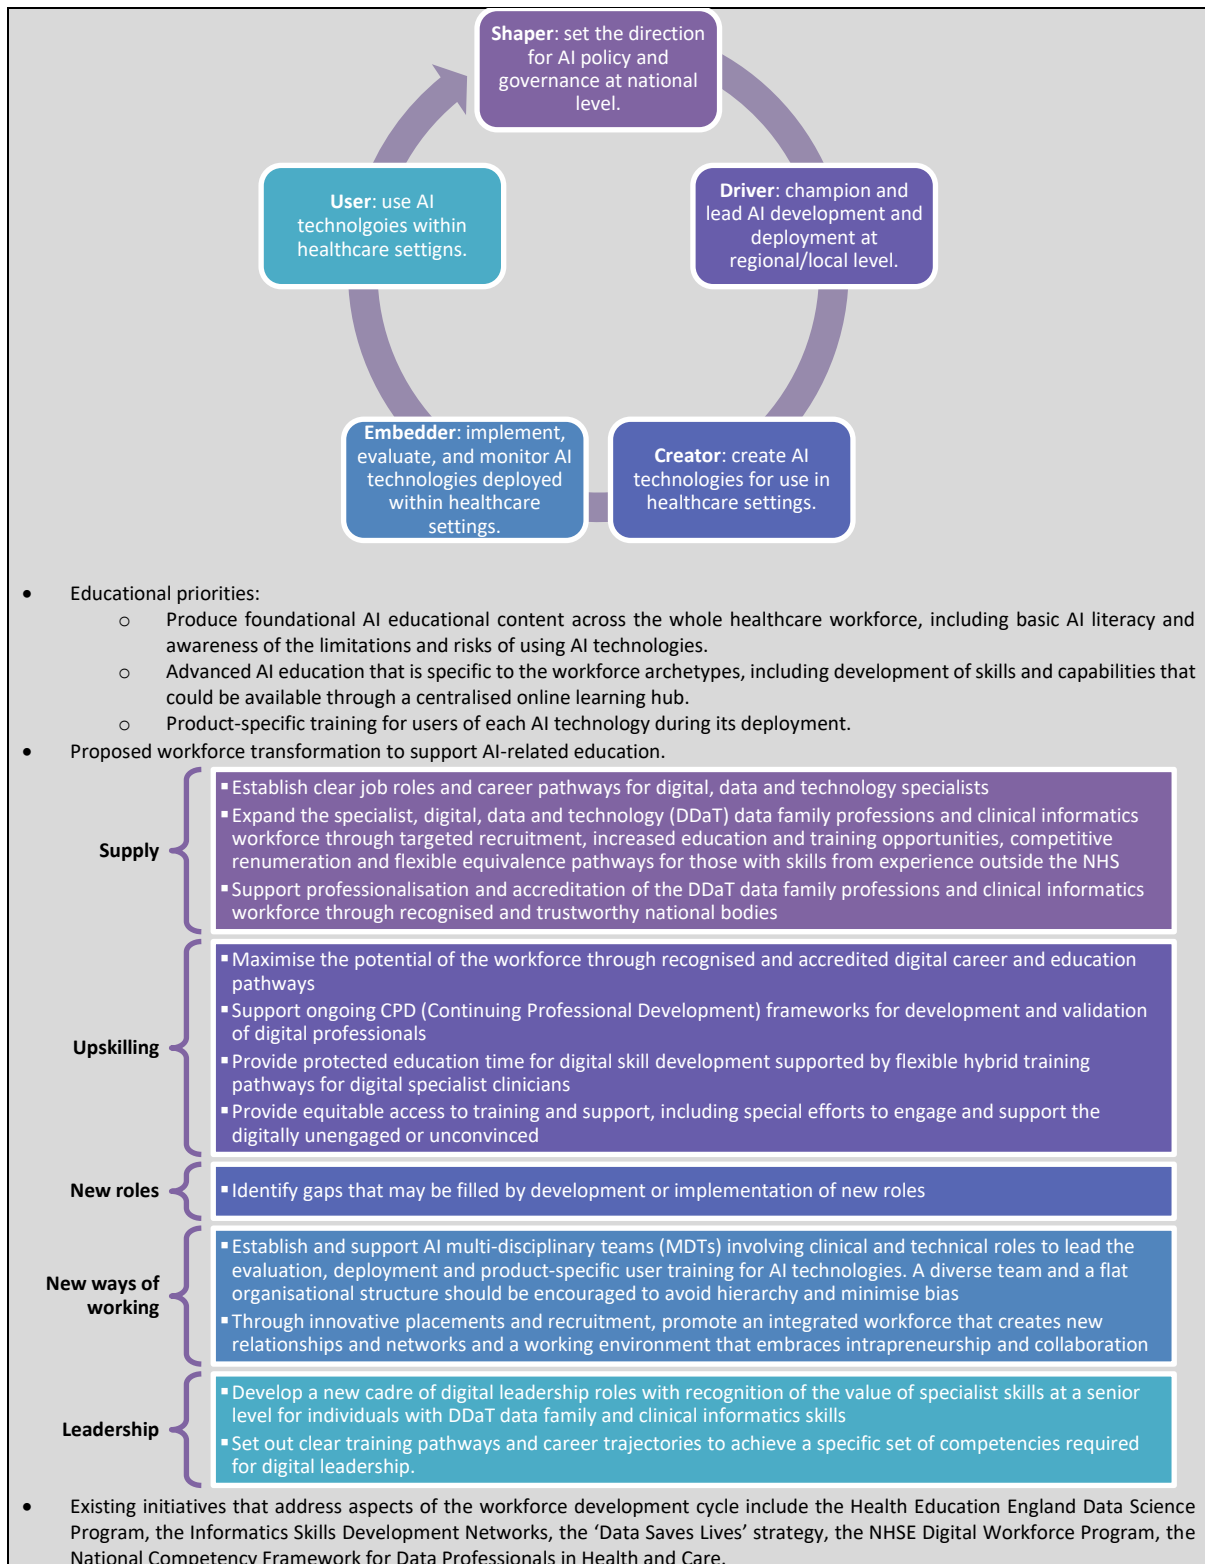 Shaper: set the direction
for AI policy and
governance at national
level.
User: use AI
technolgoies within
healthcare settigns.
Driver: champion and
lead AI development and
deployment at
regional/local level.
Embedder: implement,
evaluate, and monitor AI
technologies deployed
within healthcare
settings.
Creator: create AI
technologies for use in
healthcare settings.
• Educational priorities:
o Produce foundational AI educational content across the whole healthcare workforce, including basic AI literacy and
awareness of the limitations and risks of using AI technologies.
o Advanced AI education that is specific to the workforce archetypes, including development of skills and capabilities that
could be available through a centralised online learning hub.
o Product-specific training for users of each AI technology during its deployment.
• Proposed workforce transformation to support AI-related education.
Supply
▪ Establish clear job roles and career pathways for digital, data and technology specialists
▪ Expand the specialist, digital, data and technology (DDaT) data family professions and clinical informatics
workforce through targeted recruitment, increased education and training opportunities, competitive
renumeration and flexible equivalence pathways for those with skills from experience outside the NHS
▪ Support professionalisation and accreditation of the DDaT data family professions and clinical informatics
workforce through recognised and trustworthy national bodies
Upskilling
▪ Maximise the potential of the workforce through recognised and accredited digital career and education
pathways
▪ Support ongoing CPD (Continuing Professional Development) frameworks for development and validation
of digital professionals
▪ Provide protected education time for digital skill development supported by flexible hybrid training
pathways for digital specialist clinicians
▪ Provide equitable access to training and support, including special efforts to engage and support the
digitally unengaged or unconvinced
New roles
▪ Identify gaps that may be filled by development or implementation of new roles
New ways of
working
▪ Establish and support AI multi-disciplinary teams (MDTs) involving clinical and technical roles to lead the
evaluation, deployment and product-specific user training for AI technologies. A diverse team and a flat
organisational structure should be encouraged to avoid hierarchy and minimise bias
▪ Through innovative placements and recruitment, promote an integrated workforce that creates new
relationships and networks and a working environment that embraces intrapreneurship and collaboration
Leadership
▪ Develop a new cadre of digital leadership roles with recognition of the value of specialist skills at a senior
level for individuals with DDaT data family and clinical informatics skills
▪ Set out clear training pathways and career trajectories to achieve a specific set of competencies required
for digital leadership.
• Existing initiatives that address aspects of the workforce development cycle include the Health Education England Data Science
Program, the Informatics Skills Development Networks, the ‘Data Saves Lives’ strategy, the NHSE Digital Workforce Program, the
National Competency Framework for Data Professionals in Health and Care.